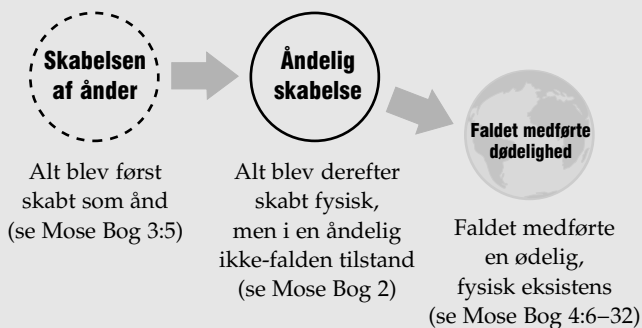 Skabelsen
af ånder
Alt blev først
skabt som ånd
(se Mose Bog 3:5)
Åndelig
skabelse
Alt blev derefter
skabt fysisk,
men i en åndelig
ikke-falden tilstand
(se Mose Bog 2)
Faldet medførte
dødelighed
Faldet medførte
en ødelig,
fysisk eksistens
(se Mose Bog 4:6–32)